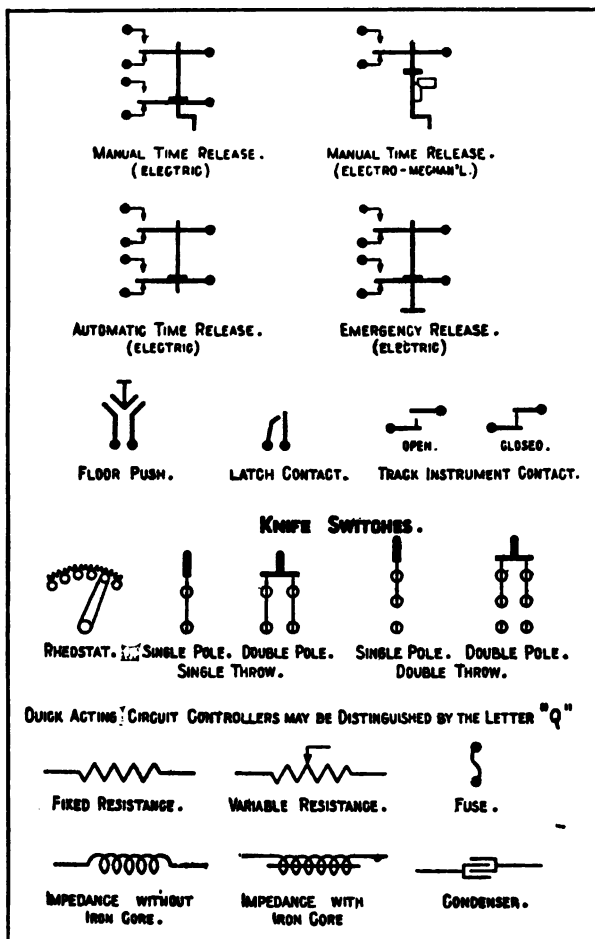 MANUAL TIME RELEASE. MANUAL TIME RELEASE.
(ELECTRIC) (ELECTRO-MECHAN'L.)
AUTOMATIC TIME RELEASE. EMERGENCY RELEASE.
(ELECTRIC) (ELECTRIC)
OPEN. CLOSED.
FLOOR PUSH. LATCH CONTACT. TRACK INSTRUMENT CONTACT.
KNIFE SWITCHES.
RHEOSTAT. SINGLE POLE. DOUBLE POLE. SINGLE POLE. DOUBLE POLE.
SINGLE THROW. DOUBLE THROW.
QUICK ACTING CIRCUIT CONTROLLERS MAY BE DISTINGUISHED BY THE LETTER "Q"
FIXED RESISTANCE. VARIABLE RESISTANCE. FUSE.
IMPEDANCE WITHOUT IMPEDANCE WITH CONDENSER.
IRON CORE. IRON CORE